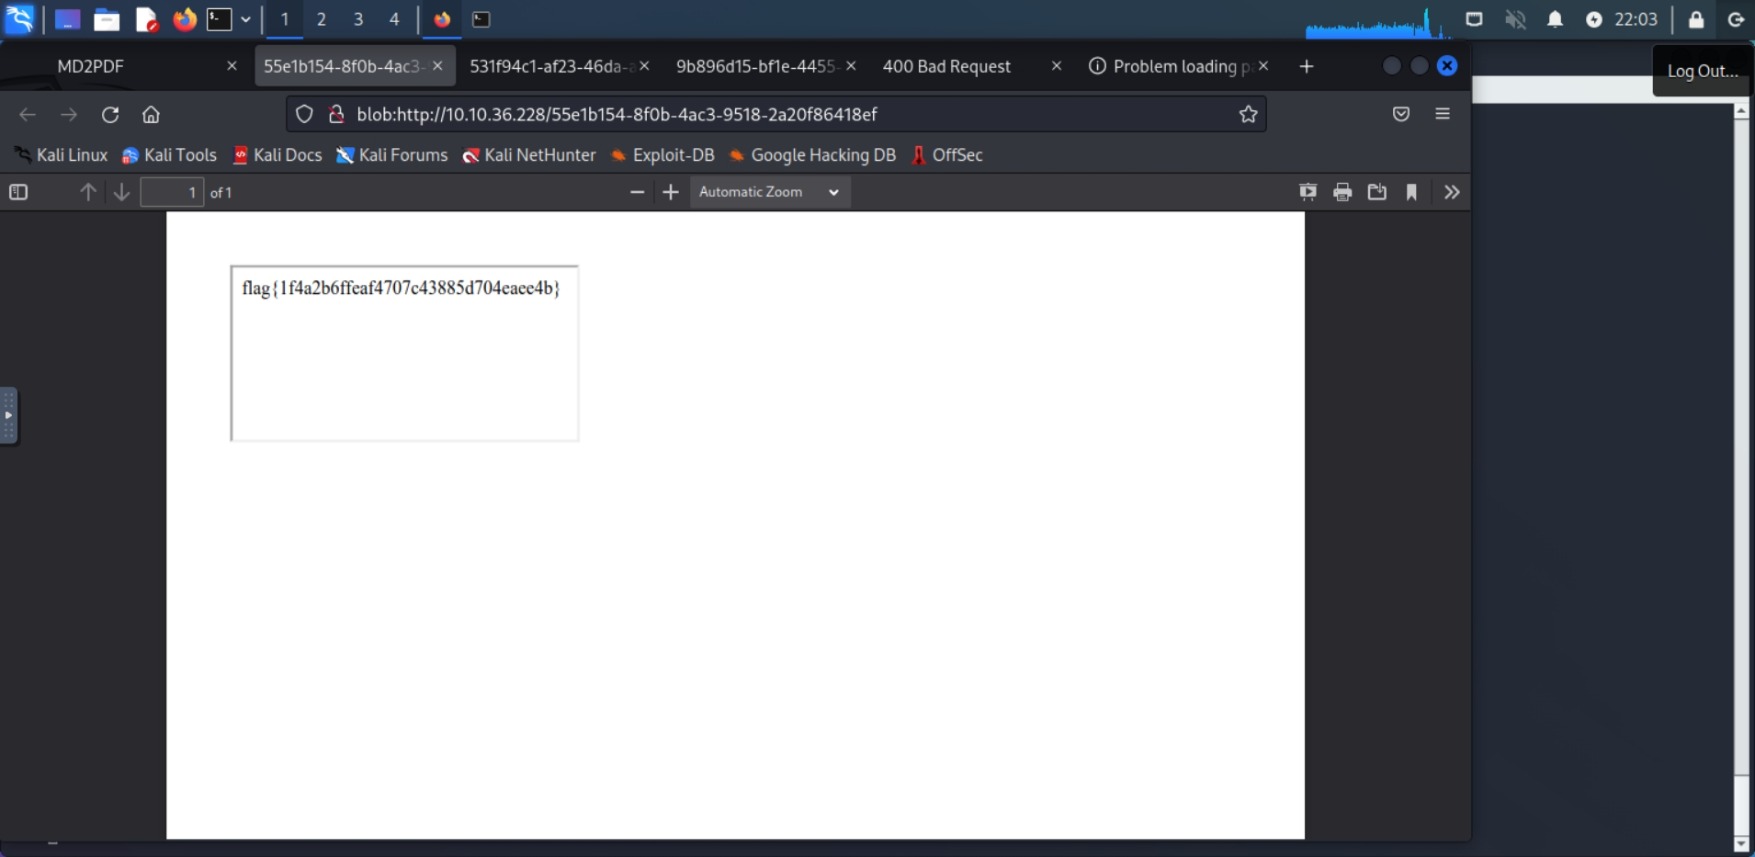 1 2 3 4 22:03
MD2PDF 55e1b154-8f0b-4ac3- 531f94c1-af23-46da- 9b896d15-bf1e-4455- 400 Bad Request Problem loading p
Log Out...
blob:http://10.10.36.228/55e1b154-8f0b-4ac3-9518-2a20f86418ef
Kali Linux Kali Tools Kali Docs Kali Forums Kali NetHunter Exploit-DB Google Hacking DB OffSec
1 of 1 Automatic Zoom
flag{1f4a2b6ffeaf4707c43885d704eaee4b}